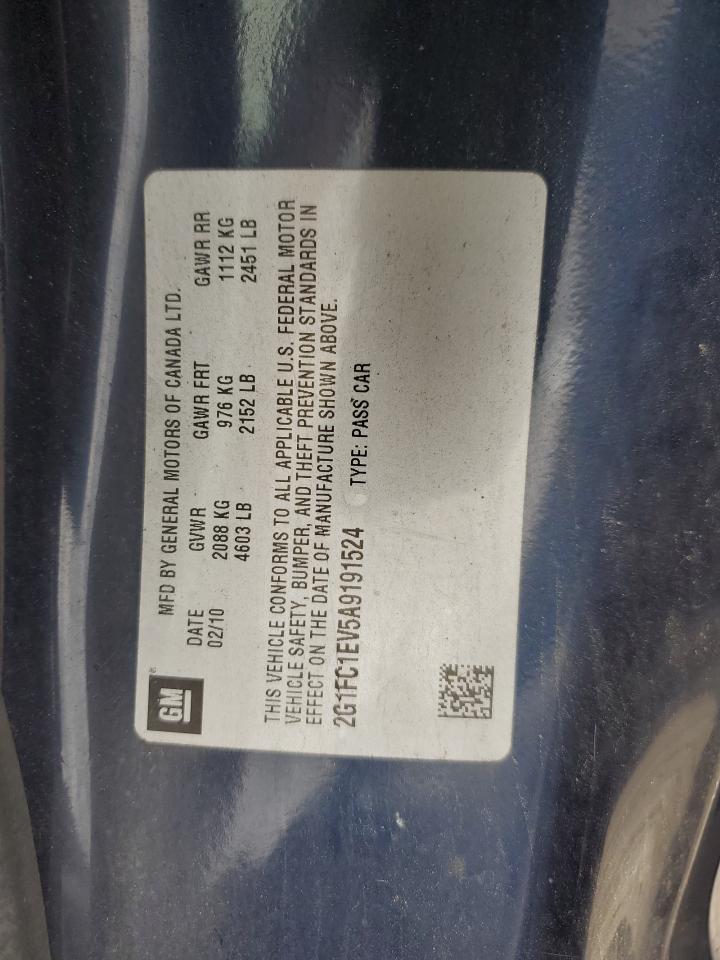 GM
MFD BY GENERAL MOTORS OF CANADA LTD.
DATE GVWR GAWR FRT GAWR RR
02/10 2088 KG 976 KG 1112 KG
4603 LB 2152 LB 2451 LB
THIS VEHICLE CONFORMS TO ALL APPLICABLE U.S. FEDERAL MOTOR
VEHICLE SAFETY, BUMPER, AND THEFT PREVENTION STANDARDS IN
EFFECT ON THE DATE OF MANUFACTURE SHOWN ABOVE.
2G1FC1EV5A9191524 TYPE: PASS CAR